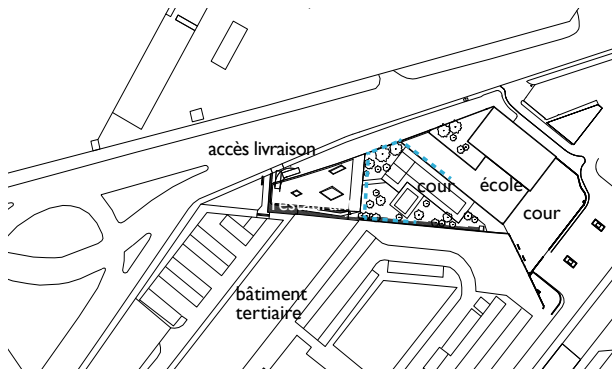 accès livraison
cour
école
cour
bâtiment
tertiaire